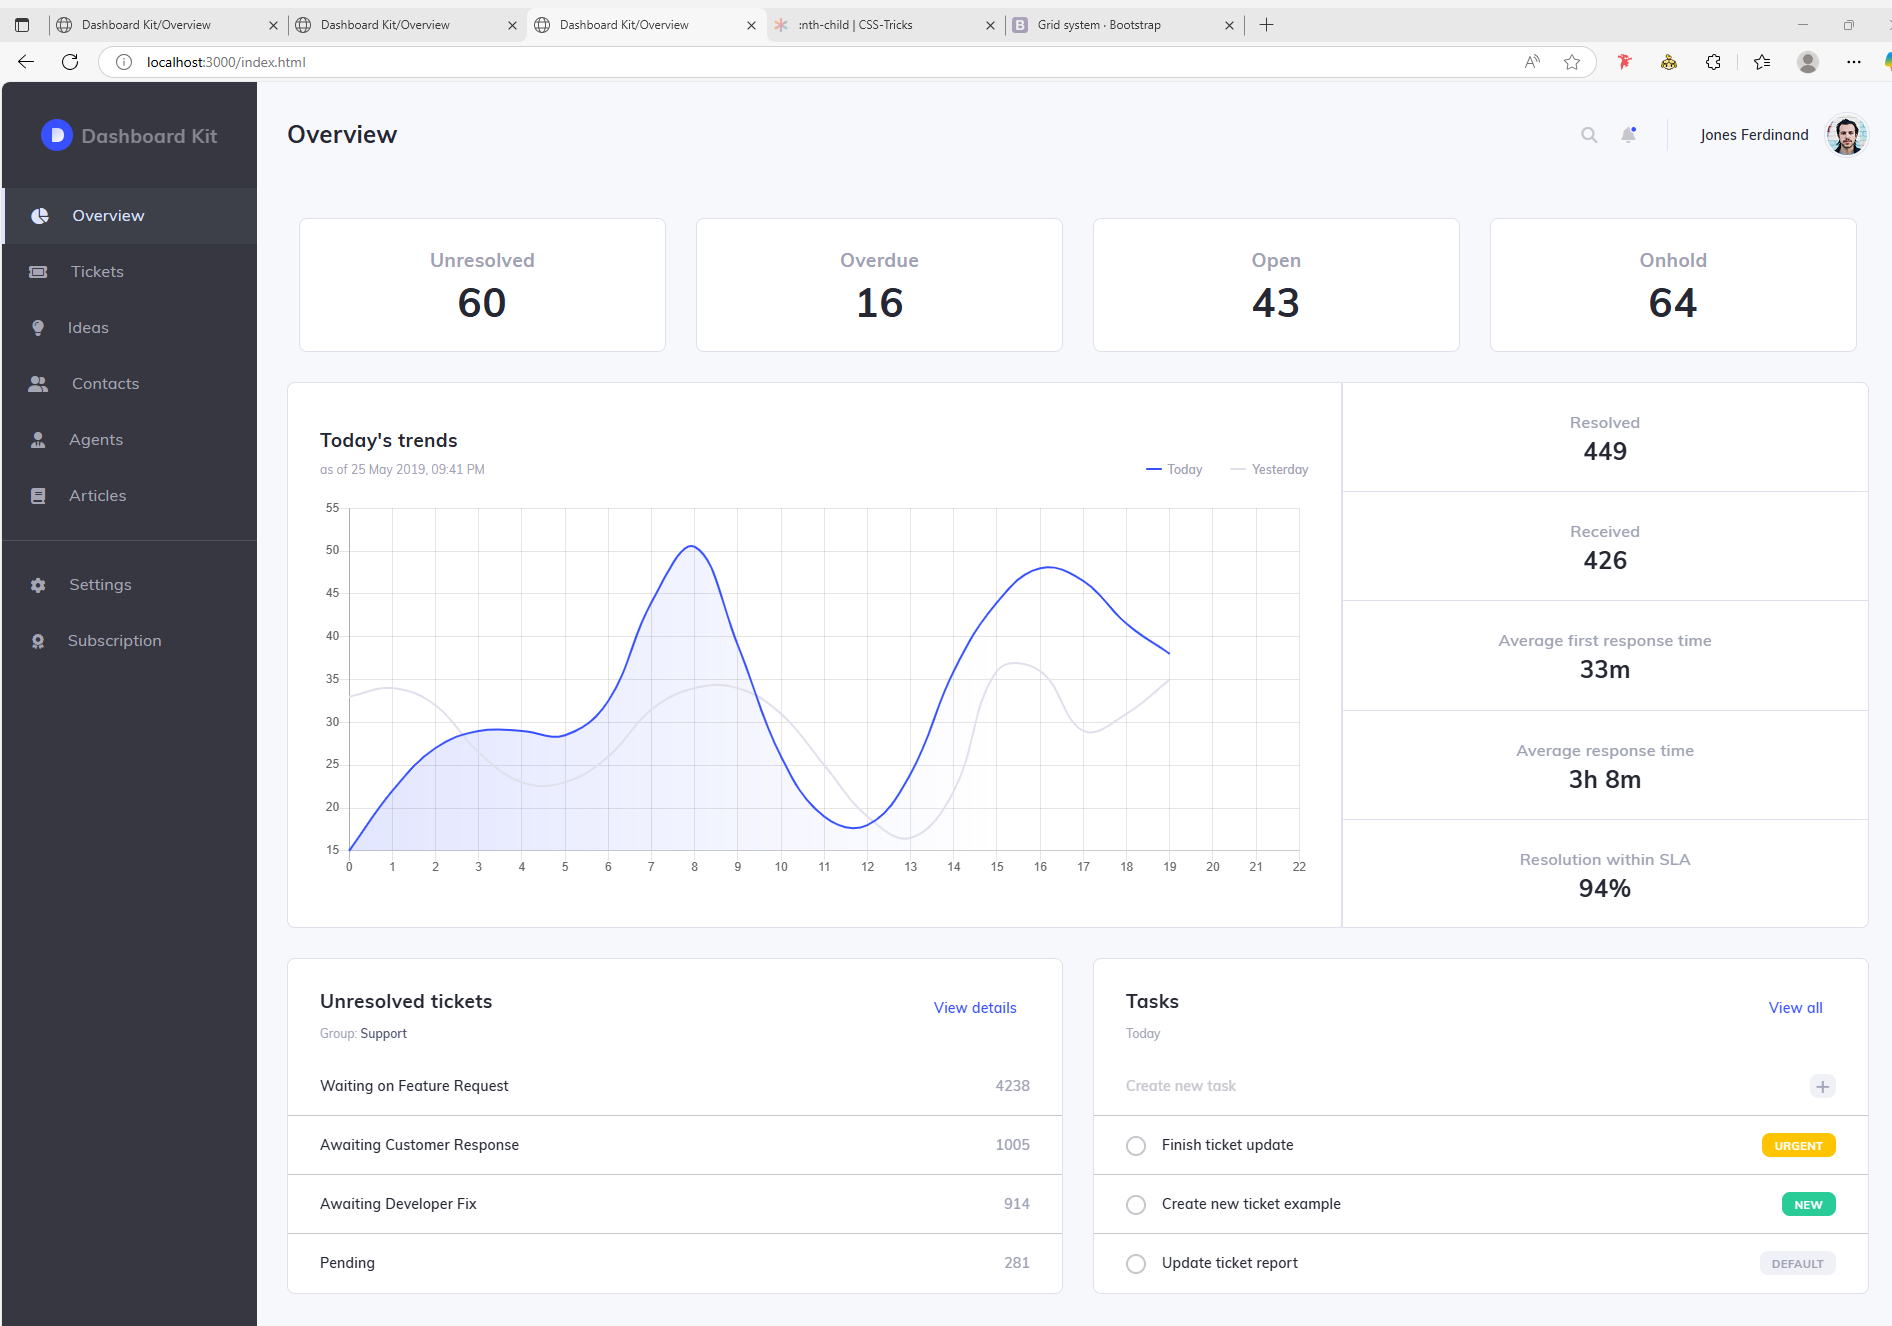 Dashboard Kit/Overview
Dashboard Kit/Overview
Dashboard Kit/Overview
:nth-child | CSS-Tricks
B Grid system · Bootstrap
localhost:3000/index.html
D Dashboard Kit
Overview
Tickets
Ideas
Contacts
Agents
Articles
Settings
Subscription
Overview
Jones Ferdinand
Unresolved
60
Overdue
16
Open
43
Onhold
64
Today's trends
as of 25 May 2019, 09:41 PM
Today Yesterday
55
50
45
40
35
30
25
20
15
0 1 2 3 4 5 6 7 8 9 10 11 12 13 14 15 16 17 18 19 20 21 22
Resolved
449
Received
426
Average first response time
33m
Average response time
3h 8m
Resolution within SLA
94%
Unresolved tickets
View details
Group: Support
Waiting on Feature Request 4238
Awaiting Customer Response 1005
Awaiting Developer Fix 914
Pending 281
Tasks
View all
Today
Create new task
Finish ticket update URGENT
Create new ticket example NEW
Update ticket report DEFAULT